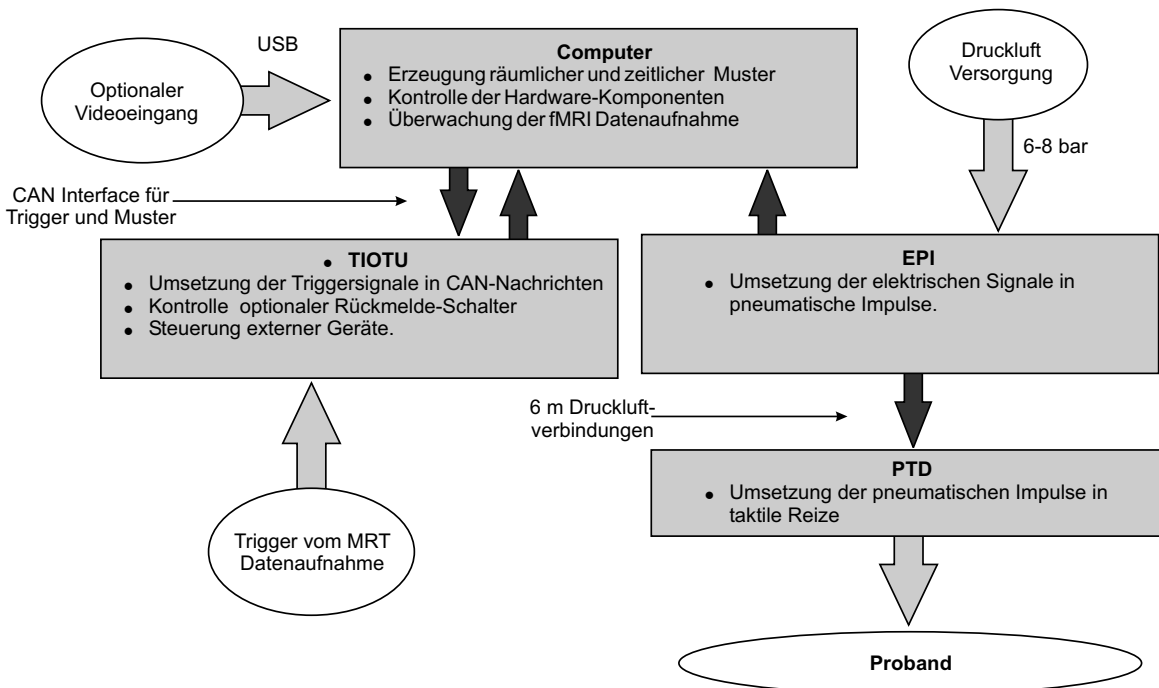 USB
Optionaler
Videoeingang
Computer
● Erzeugung räumlicher und zeitlicher Muster
● Kontrolle der Hardware-Komponenten
● Überwachung der fMRI Datenaufnahme
Druckluft
Versorgung
6-8 bar
CAN Interface für
Trigger und Muster
● TIOTU
● Umsetzung der Triggersignale in CAN-Nachrichten
● Kontrolle optionaler Rückmelde-Schalter
● Steuerung externer Geräte.
EPI
● Umsetzung der elektrischen Signale in
pneumatische Impulse.
6 m Druckluft-
verbindungen
PTD
● Umsetzung der pneumatischen Impulse in
taktile Reize
Trigger vom MRT
Datenaufnahme
Proband